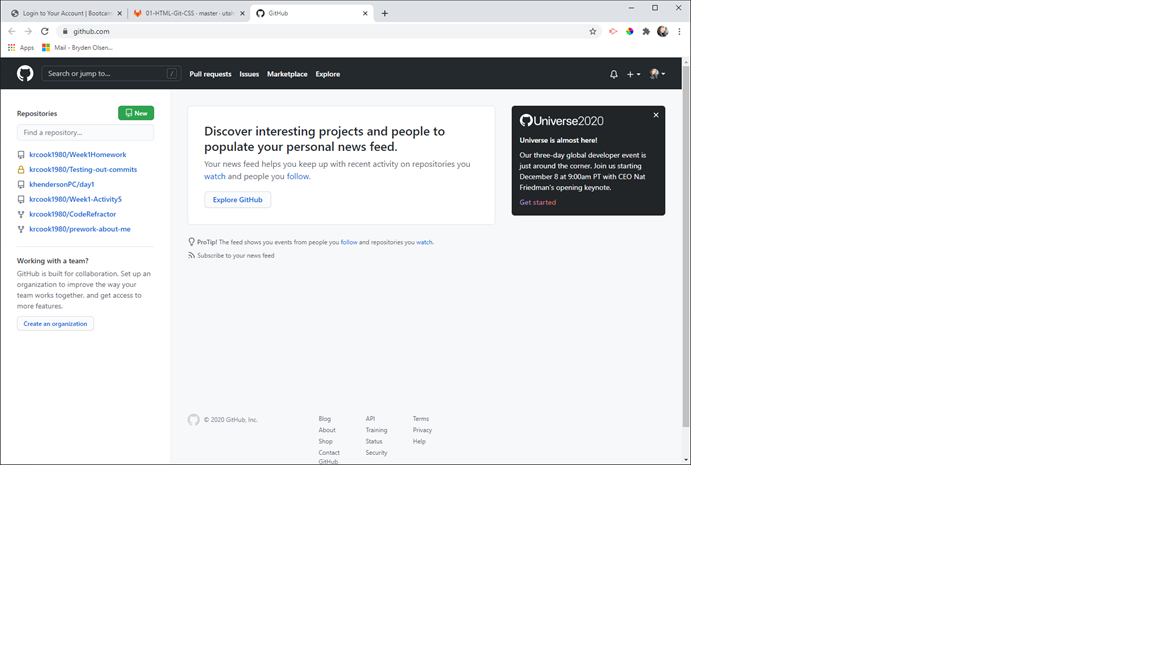 Login to Your Account | Bootcam
01-HTML-Git-CSS · master · utah
GitHub
github.com
Apps
Mail - Bryden Olsen...
Search or jump to...
/
Pull requests
Issues
Marketplace
Explore
Repositories
New
Find a repository...
krcook1980/Week1Homework
krcook1980/Testing-out-commits
khendersonPC/day1
krcook1980/Week1-Activity5
krcook1980/CodeRefractor
krcook1980/prework-about-me
Working with a team?
GitHub is built for collaboration. Set up an
organization to improve the way your
team works together, and get access to
more features.
Create an organization
Discover interesting projects and people to
populate your personal news feed.
Your news feed helps you keep up with recent activity on repositories you
watch and people you follow.
Explore GitHub
ProTip! The feed shows you events from people you follow and repositories you watch.
Subscribe to your news feed
Universe2020
Universe is almost here!
Our three-day global developer event is
just around the corner. Join us starting
December 8 at 9:00am PT with CEO Nat
Friedman's opening keynote.
Get started
© 2020 GitHub, Inc.
Blog
About
Shop
Contact
GitHub
API
Training
Status
Security
Terms
Privacy
Help